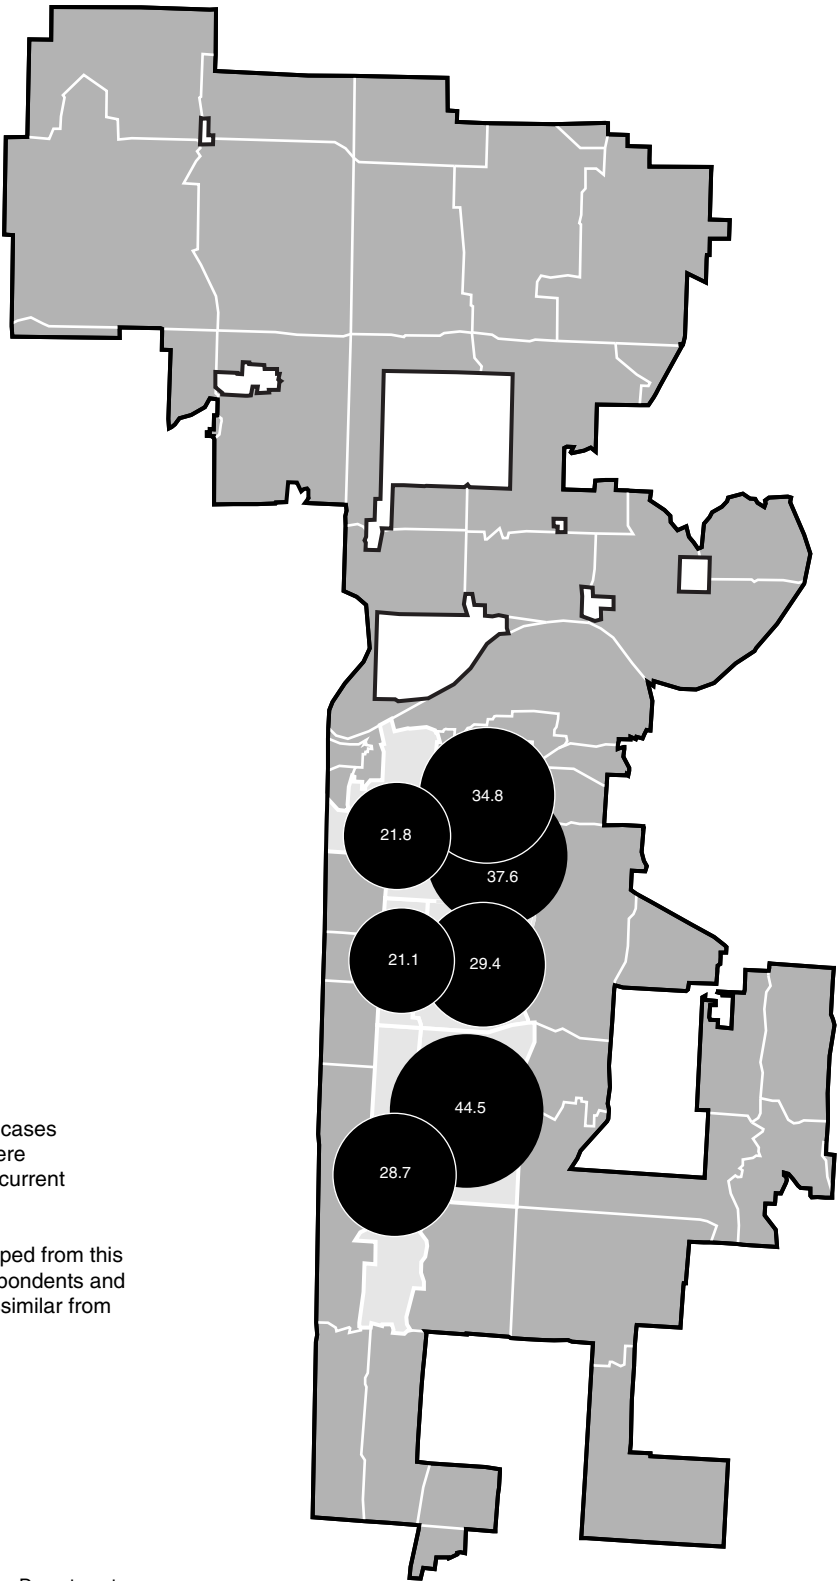 34.8
21.8
37.6
21.1
29.4
44.5
28.7
cases
ere
current
ped from this
pondents and
similar from